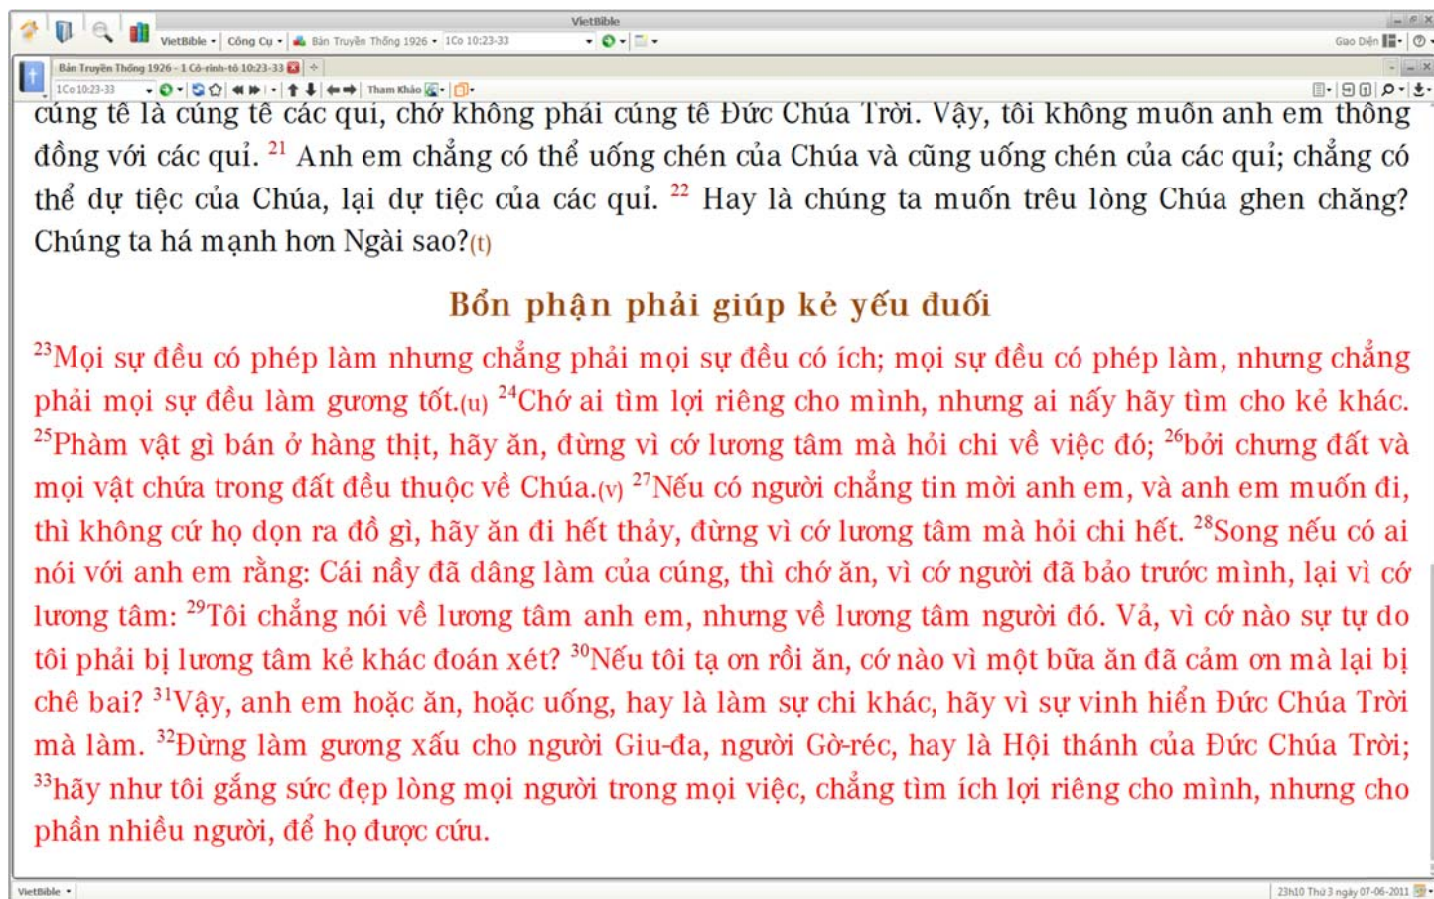 VietBible
VietBible Công Cụ Bản Truyền Thống 1926 1Co 10:23-33 Giao Diện
Bản Truyền Thống 1926 - 1 Cô-rinh-tô 10:23-33
1Co10:23-33 Tham Khảo
cúng tế là cúng tế các quỉ, chớ không phải cúng tế Đức Chúa Trời. Vậy, tôi không muốn anh em thông
đồng với các quỉ. 21 Anh em chẳng có thể uống chén của Chúa và cũng uống chén của các quỉ; chẳng có
thể dự tiệc của Chúa, lại dự tiệc của các quỉ. 22 Hay là chúng ta muốn trêu lòng Chúa ghen chăng?
Chúng ta há mạnh hơn Ngài sao?(t)
Bổn phận phải giúp kẻ yếu đuối
23Mọi sự đều có phép làm nhưng chẳng phải mọi sự đều có ích; mọi sự đều có phép làm, nhưng chẳng
phải mọi sự đều làm gương tốt.(u) 24Chớ ai tìm lợi riêng cho mình, nhưng ai nấy hãy tìm cho kẻ khác.
25Phàm vật gì bán ở hàng thịt, hãy ăn, đừng vì cớ lương tâm mà hỏi chi về việc đó; 26bởi chưng đất và
mọi vật chứa trong đất đều thuộc về Chúa.(v) 27Nếu có người chẳng tin mời anh em, và anh em muốn đi,
thì không cứ họ dọn ra đồ gì, hãy ăn đi hết thảy, đừng vì cớ lương tâm mà hỏi chi hết. 28Song nếu có ai
nói với anh em rằng: Cái nầy đã dâng làm của cúng, thì chớ ăn, vì cớ người đã bảo trước mình, lại vì cớ
lương tâm: 29Tôi chẳng nói về lương tâm anh em, nhưng về lương tâm người đó. Vả, vì cớ nào sự tự do
tôi phải bị lương tâm kẻ khác đoán xét? 30Nếu tôi tạ ơn rồi ăn, cớ nào vì một bữa ăn đã cảm ơn mà lại bị
chê bai? 31Vậy, anh em hoặc ăn, hoặc uống, hay là làm sự chi khác, hãy vì sự vinh hiển Đức Chúa Trời
mà làm. 32Đừng làm gương xấu cho người Giu-đa, người Gờ-réc, hay là Hội thánh của Đức Chúa Trời;
33hãy như tôi gắng sức đẹp lòng mọi người trong mọi việc, chẳng tìm ích lợi riêng cho mình, nhưng cho
phần nhiều người, để họ được cứu.
VietBible 23h10 Thứ 3 ngày 07-06-2011